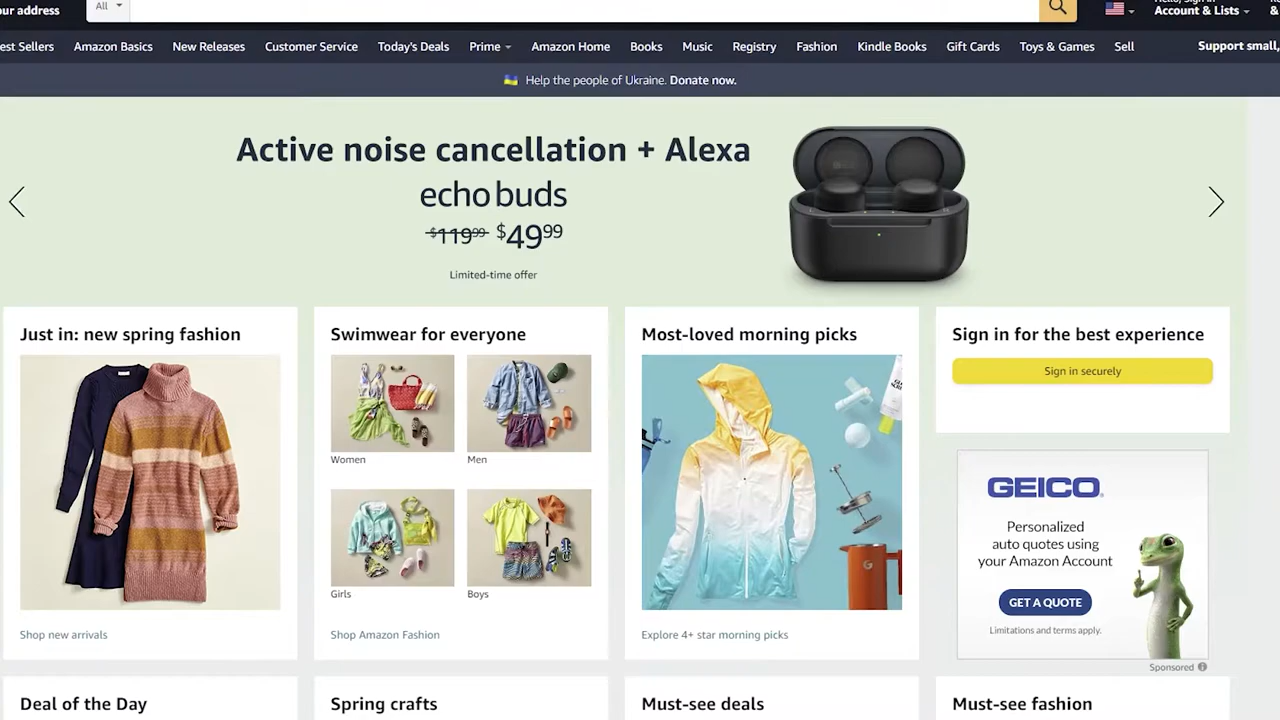 our address
All
Account & Lists
est Sellers Amazon Basics New Releases Customer Service Today's Deals Prime Amazon Home Books Music Registry Fashion Kindle Books Gift Cards Toys & Games Sell Support small,
Help the people of Ukraine. Donate now.
Active noise cancellation + Alexa
echo buds
$11999 $4999
Limited-time offer
Just in: new spring fashion
Shop new arrivals
Swimwear for everyone
Women Men
Girls Boys
Shop Amazon Fashion
Most-loved morning picks
Explore 4+ star morning picks
Sign in for the best experience
Sign in securely
GEICO.
Personalized
auto quotes using
your Amazon Account
GET A QUOTE
Limitations and terms apply.
Sponsored
Deal of the Day
Spring crafts
Must-see deals
Must-see fashion